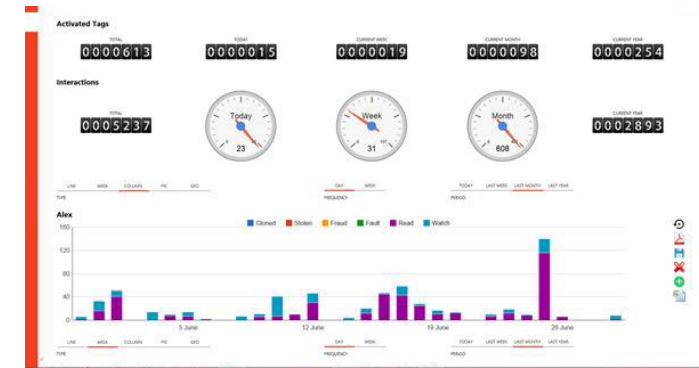 Activated Tags
TOTAL TODAY CURRENT WEEK CURRENT MONTH CURRENT YEAR
0000613 0000015 0000019 0000098 0000254
Interactions
TOTAL CURRENT YEAR
Today Week Month
0005237 0002893
23 31 608
LINE AREA COLUMN PIE GEO DAY WEEK TODAY LAST WEEK LAST MONTH LAST YEAR
TYPE FREQUENCY PERIOD
Alex
Cloned Stolen Fraud Fault Read Watch
160
120
80
40
0
5 June 12 June 19 June 26 June
LINE AREA COLUMN PIE GEO DAY WEEK TODAY LAST WEEK LAST MONTH LAST YEAR
TYPE FREQUENCY PERIOD